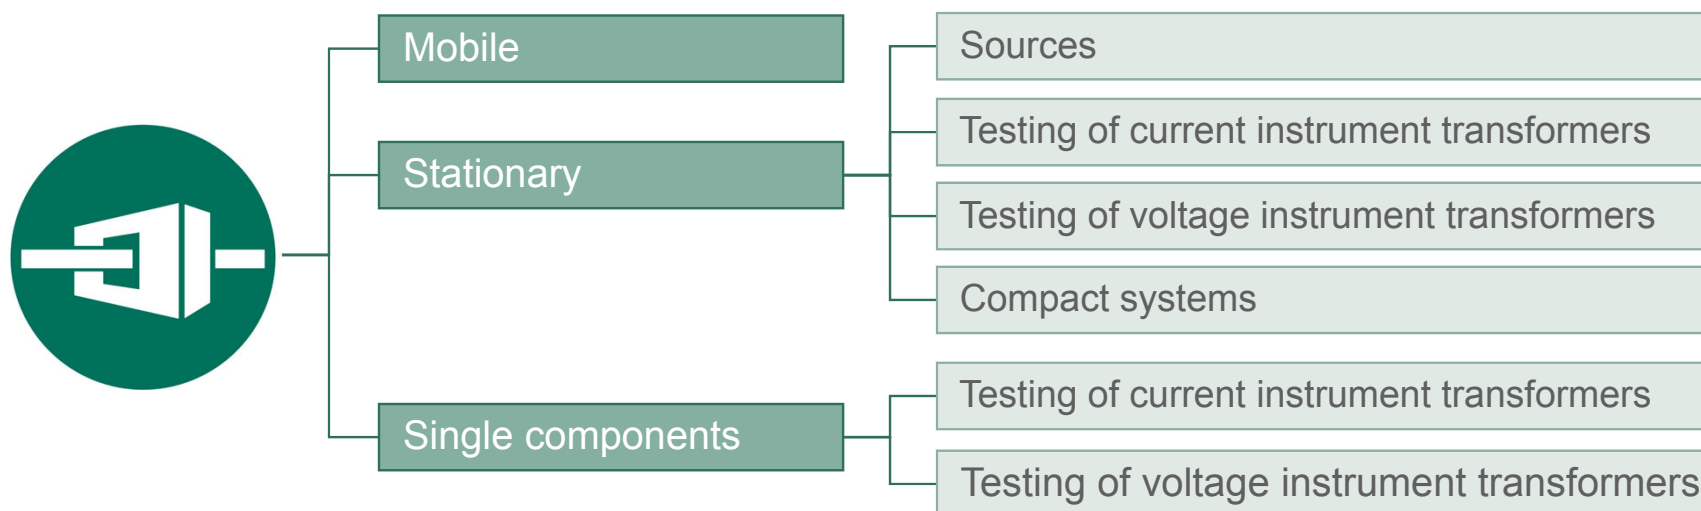 Mobile
Stationary
Single components
Sources
Testing of current instrument transformers
Testing of voltage instrument transformers
Compact systems
Testing of current instrument transformers
Testing of voltage instrument transformers